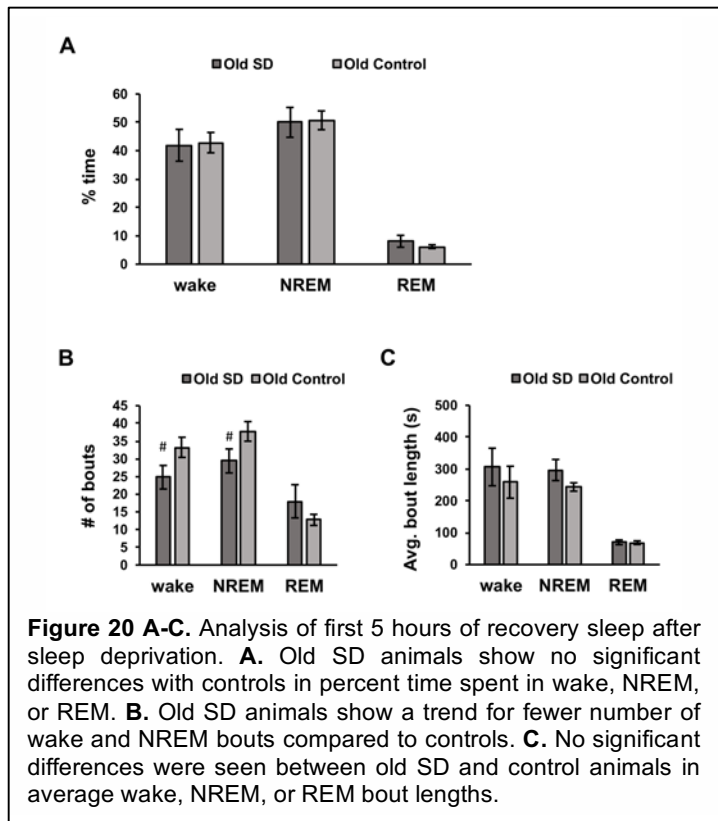 A
Old SD Old Control
% time
60
50
40
30
20
10
0
wake NREM REM
B
Old SD Old Control
# of bouts
45
40
35
30
25
20
15
10
5
0
# #
wake NREM REM
C
Old SD Old Control
Avg. bout length (s)
500
400
300
200
100
0
wake NREM REM
Figure 20 A-C. Analysis of first 5 hours of recovery sleep after
sleep deprivation. A. Old SD animals show no significant
differences with controls in percent time spent in wake, NREM,
or REM. B. Old SD animals show a trend for fewer number of
wake and NREM bouts compared to controls. C. No significant
differences were seen between old SD and control animals in
average wake, NREM, or REM bout lengths.